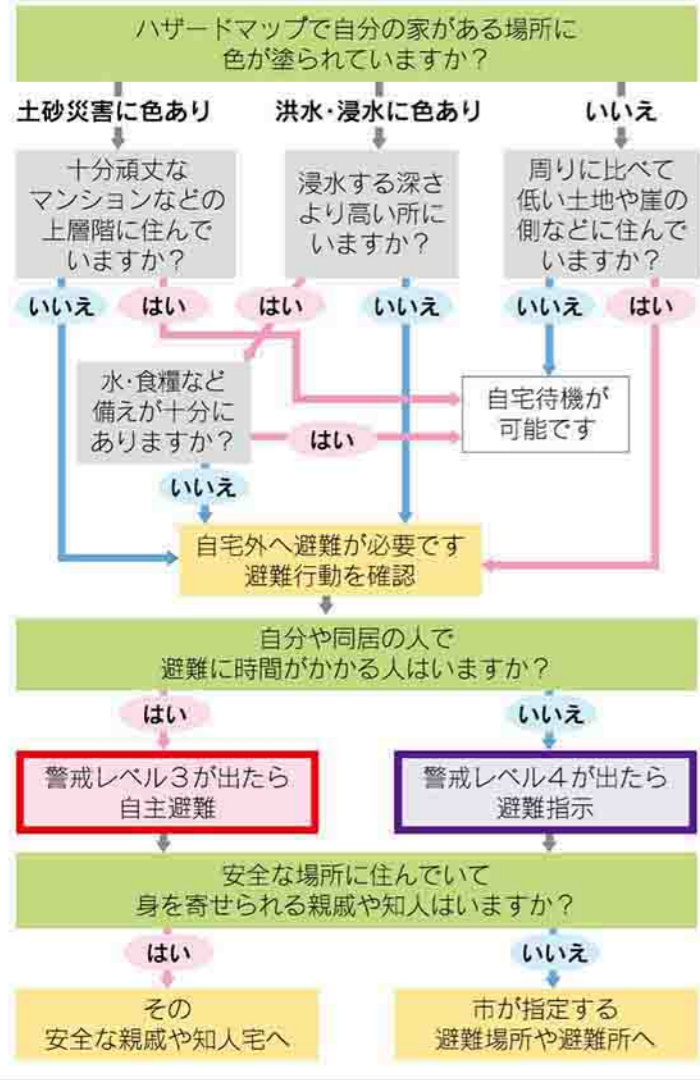 ハザードマップで自分の家がある場所に
色が塗られていますか？
土砂災害に色あり
洪水・浸水に色あり
いいえ
十分頑丈な
マンションなどの
上層階に住んで
いますか？
浸水する深さ
より高い所に
いますか？
周りに比べて
低い土地や崖の
側などに住んで
いますか？
いいえ
はい
はい
いいえ
いいえ
はい
水・食糧など
備えが十分に
ありますか？
はい
自宅待機が
可能です
いいえ
自宅外へ避難が必要です
避難行動を確認
自分や同居の人で
避難に時間がかかる人はいますか？
はい
いいえ
警戒レベル３が出たら
自主避難
警戒レベル４が出たら
避難指示
安全な場所に住んでいて
身を寄せられる親戚や知人はいますか？
はい
いいえ
その
安全な親戚や知人宅へ
市が指定する
避難場所や避難所へ